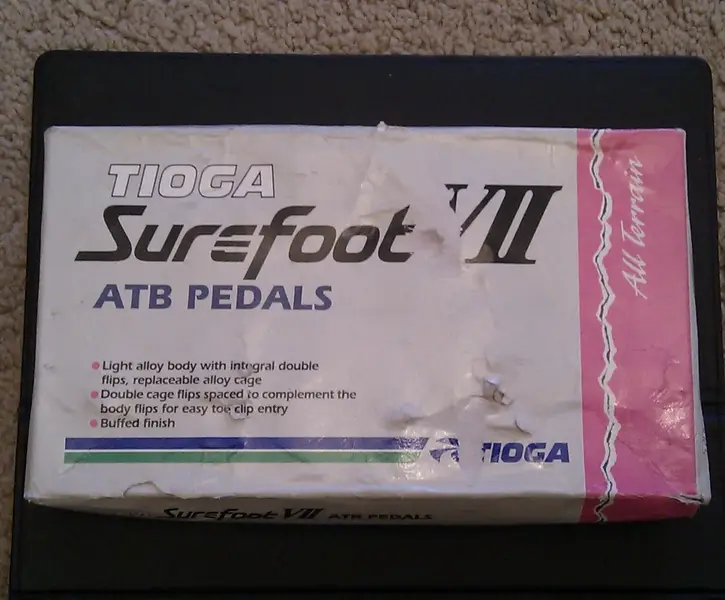 TIOGA
Surefoot VII
ATB PEDALS
All Terrain
Light alloy body with integral double
flips, replaceable alloy cage
Double cage flips spaced to complement the
body flips for easy toe clip entry
Buffed finish
TIOGA
Surefoot VII ATB PEDALS